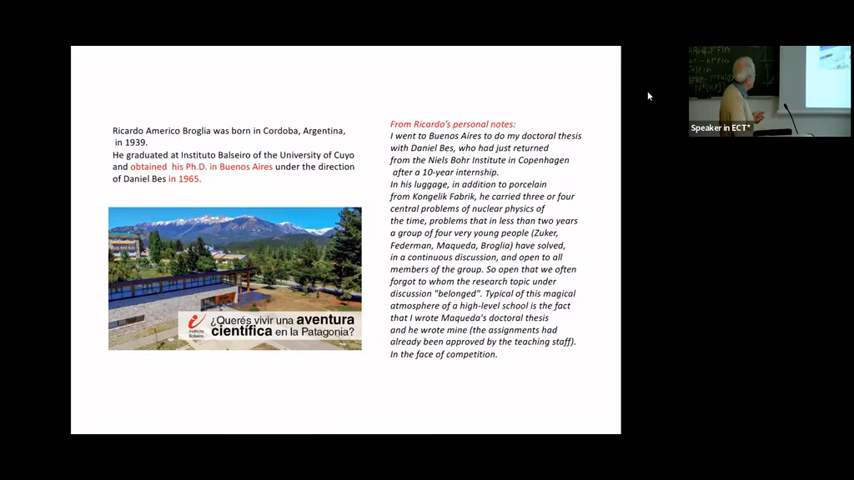 Ricardo Americo Broglia was born in Cordoba, Argentina,
in 1939.
He graduated at Instituto Balseiro of the University of Cuyo
and obtained his Ph.D. in Buenos Aires under the direction
of Daniel Bes in 1965.
Instituto
Balseiro
¿Querés vivir una aventura
científica en la Patagonia?
From Ricardo's personal notes:
I went to Buenos Aires to do my doctoral thesis
with Daniel Bes, who had just returned
from the Niels Bohr Institute in Copenhagen
after a 10-year internship.
In his luggage, in addition to porcelain
from Kongelik Fabrik, he carried three or four
central problems of nuclear physics of
the time, problems that in less than two years
a group of four very young people (Zuker,
Federman, Maqueda, Broglia) have solved,
in a continuous discussion, and open to all
members of the group. So open that we often
forgot to whom the research topic under
discussion "belonged". Typical of this magical
atmosphere of a high-level school is the fact
that I wrote Maqueda's doctoral thesis
and he wrote mine (the assignments had
already been approved by the teaching staff).
In the face of competition.
Speaker in ECT*